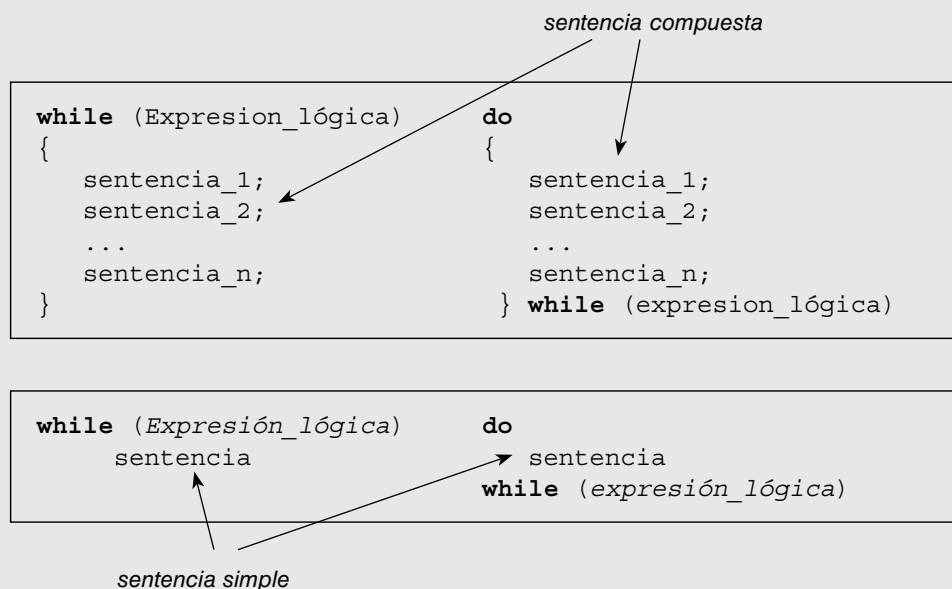 sentencia compuesta
while (Expresion_lógica)
{
sentencia_1;
sentencia_2;
...
sentencia_n;
}
do
{
sentencia_1;
sentencia_2;
...
sentencia_n;
} while (expresion_lógica)
while (Expresión_lógica)
sentencia
do
sentencia
while (expresión_lógica)
sentencia simple